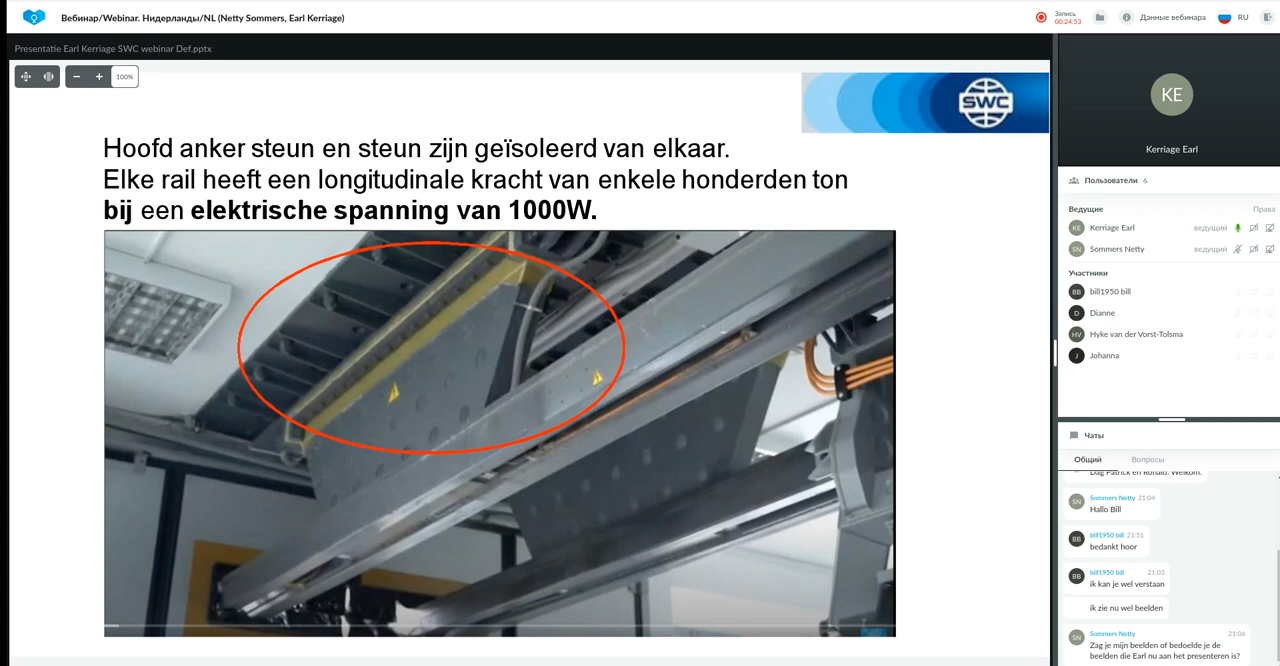 Вебинар/Webinar. Нидерланды/NL (Netty Sommers, Earl Kerriage)
Запись
00:24:53
Данные вебинара
RU
Presentatie Earl Kerriage SWC webinar Def.pptx
100%
SWC
Hoofd anker steun en steun zijn geïsoleerd van elkaar.
Elke rail heeft een longitudinale kracht van enkele honderden ton
bij een elektrische spanning van 1000W.
KE
Kerriage Earl
Пользователи 6
Ведущие Права
KE Kerriage Earl ведущий
SN Sommers Netty ведущий
Участники
BB bill1950 bill
D Dianne
HV Hyke van der Vorst-Tolsma
J Johanna
Чаты
Общий Вопросы
Dag Patrick en Ronald. Welkom.
SN Sommers Netty 21:04
Hallo Bill
BB bill1950 bill 21:51
bedankt hoor
BB bill1950 bill 21:03
ik kan je wel verstaan
ik zie nu wel beelden
SN Sommers Netty 21:06
Zag je mijn beelden of bedoelde je de
beelden die Earl nu aan het presenteren is?